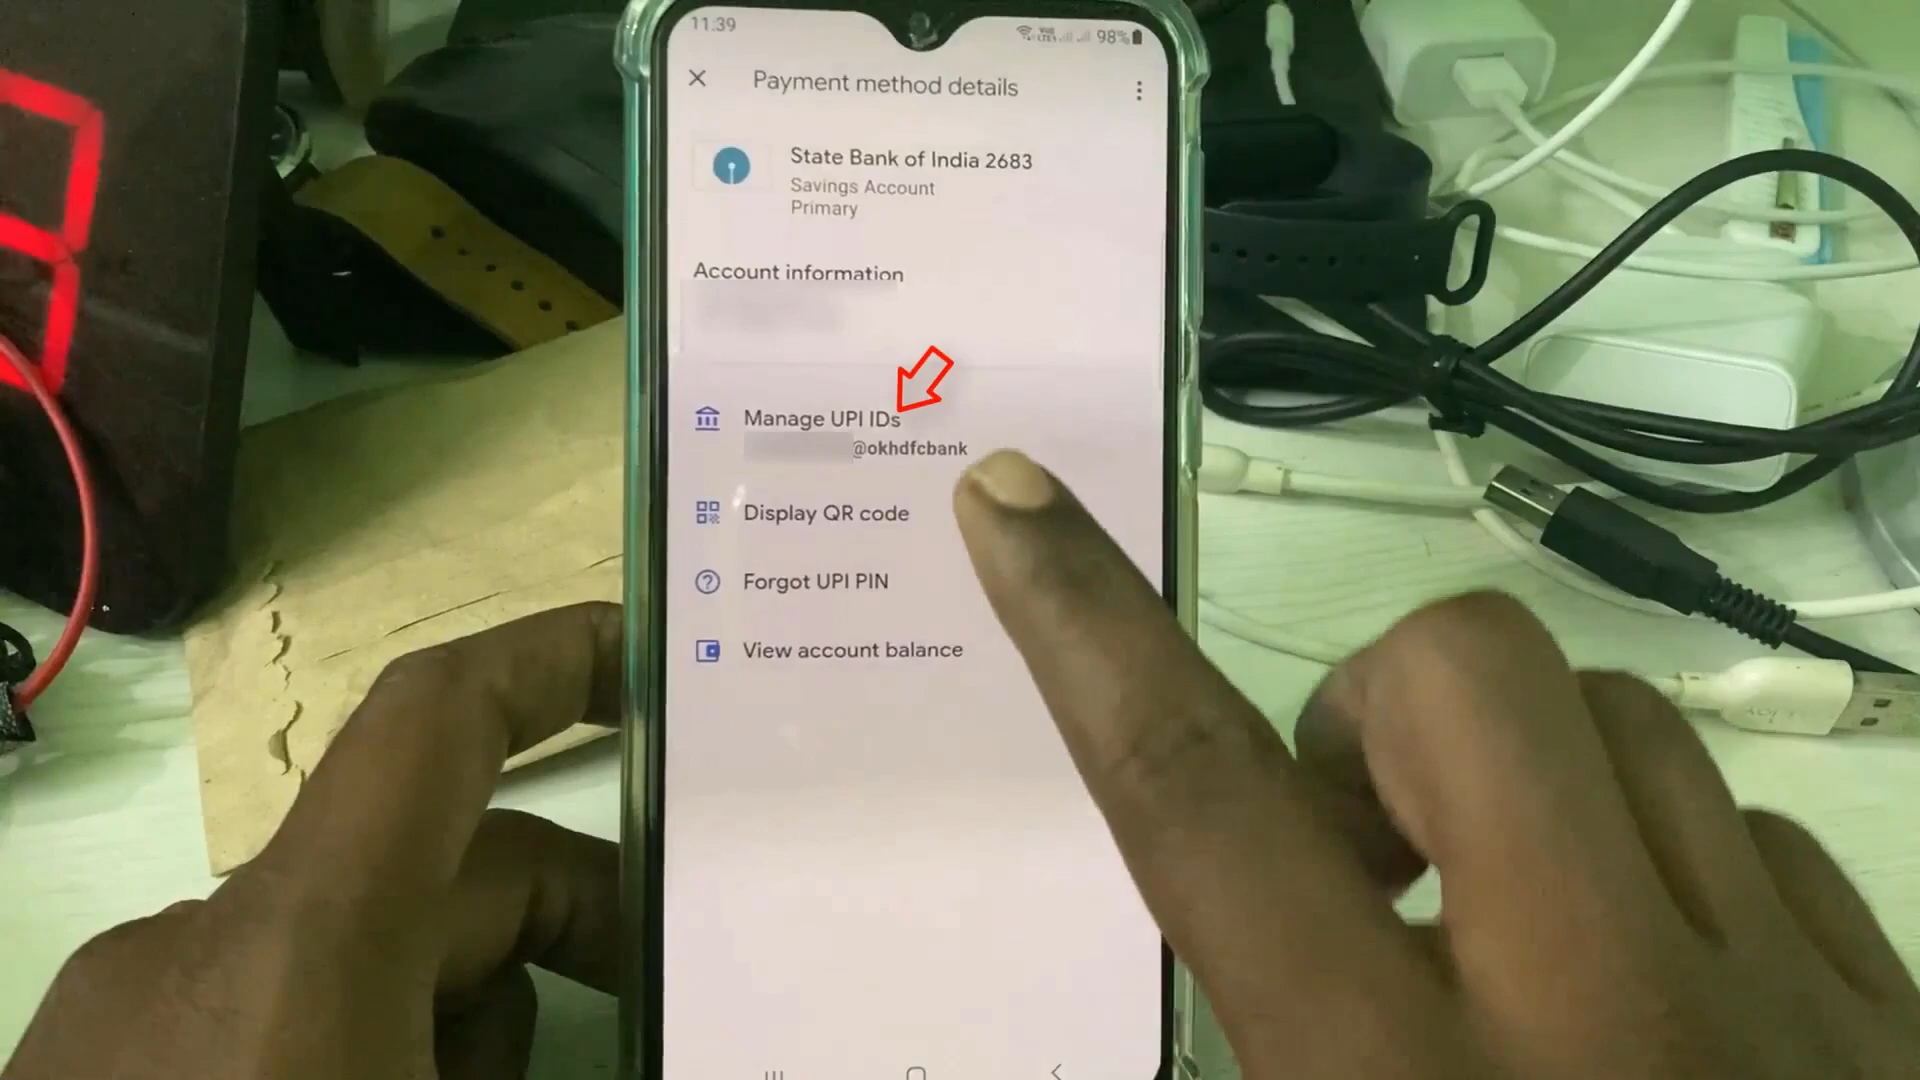 11:39
98%
Payment method details
State Bank of India 2683
Savings Account
Primary
Account information
Manage UPI IDs
@okhdfcbank
Display QR code
Forgot UPI PIN
View account balance